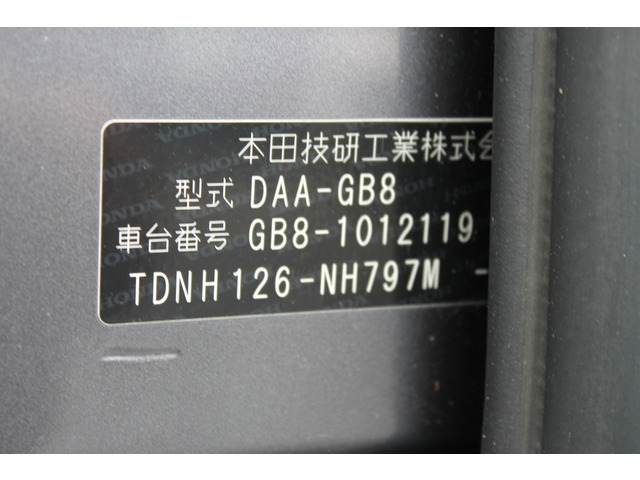 本田技研工業株式会
型式 DAA-GB8
車台番号 GB8-1012119
TDNH126-NH797M -